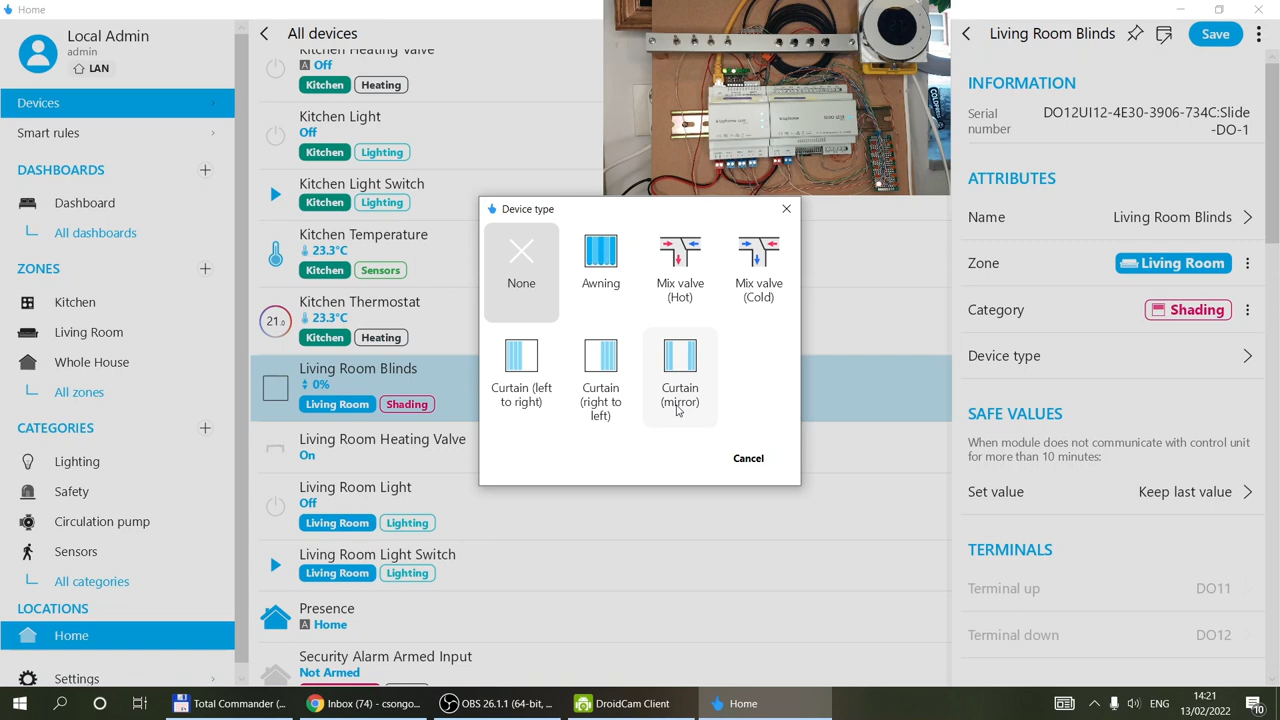 Home
Local Admin
admin
LAN
Devices
Smart rules
DASHBOARDS
Dashboard
All dashboards
ZONES
Kitchen
Living Room
Whole House
All zones
CATEGORIES
Lighting
Safety
Circulation pump
Sensors
All categories
LOCATIONS
Home
Settings
All devices
Kitchen Heating Valve
A Off
Kitchen Heating
Kitchen Light
Off
Kitchen Lighting
Kitchen Light Switch
Kitchen Lighting
Kitchen Temperature
23.3°C
Kitchen Sensors
Kitchen Thermostat
21.0
23.3°C
Kitchen Heating
Living Room Blinds
0%
Living Room Shading
Living Room Heating Valve
On
Living Room Light
Off
Living Room Lighting
Living Room Light Switch
Living Room Lighting
Presence
A Home
Security Alarm Armed Input
Not Armed
Device type
None
Awning
Mix valve
(Hot)
Mix valve
(Cold)
Curtain (left
to right)
Curtain
(right to
left)
Curtain
(mirror)
Cancel
Living Room Blinds
Save
INFORMATION
Serial
number
DO12UI12-4E30-3906-734C:Slide
-DO-1
ATTRIBUTES
Name Living Room Blinds
Zone Living Room
Category Shading
Device type
SAFE VALUES
When module does not communicate with control unit
for more than 10 minutes:
Set value Keep last value
TERMINALS
Terminal up DO11
Terminal down DO12
Total Commander (...
Inbox (74) - csongo...
OBS 26.1.1 (64-bit, ...
DroidCam Client
Home
ENG
14:21
13/02/2022
10